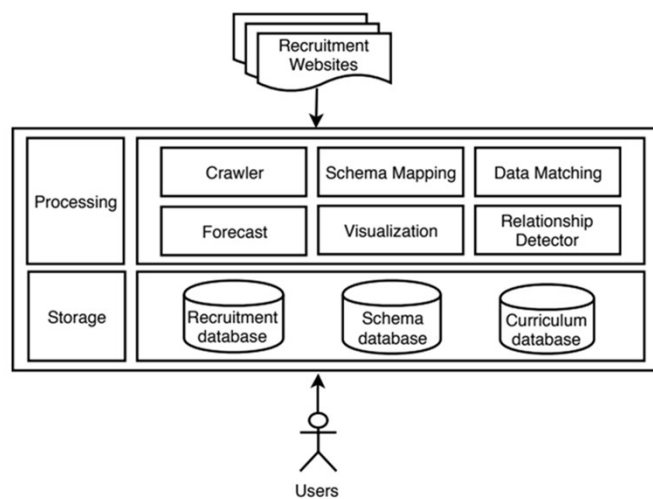 Recruitment
Websites
Processing
Crawler
Schema Mapping
Data Matching
Forecast
Visualization
Relationship
Detector
Storage
Recruitment
database
Schema
database
Curriculum
database
Users